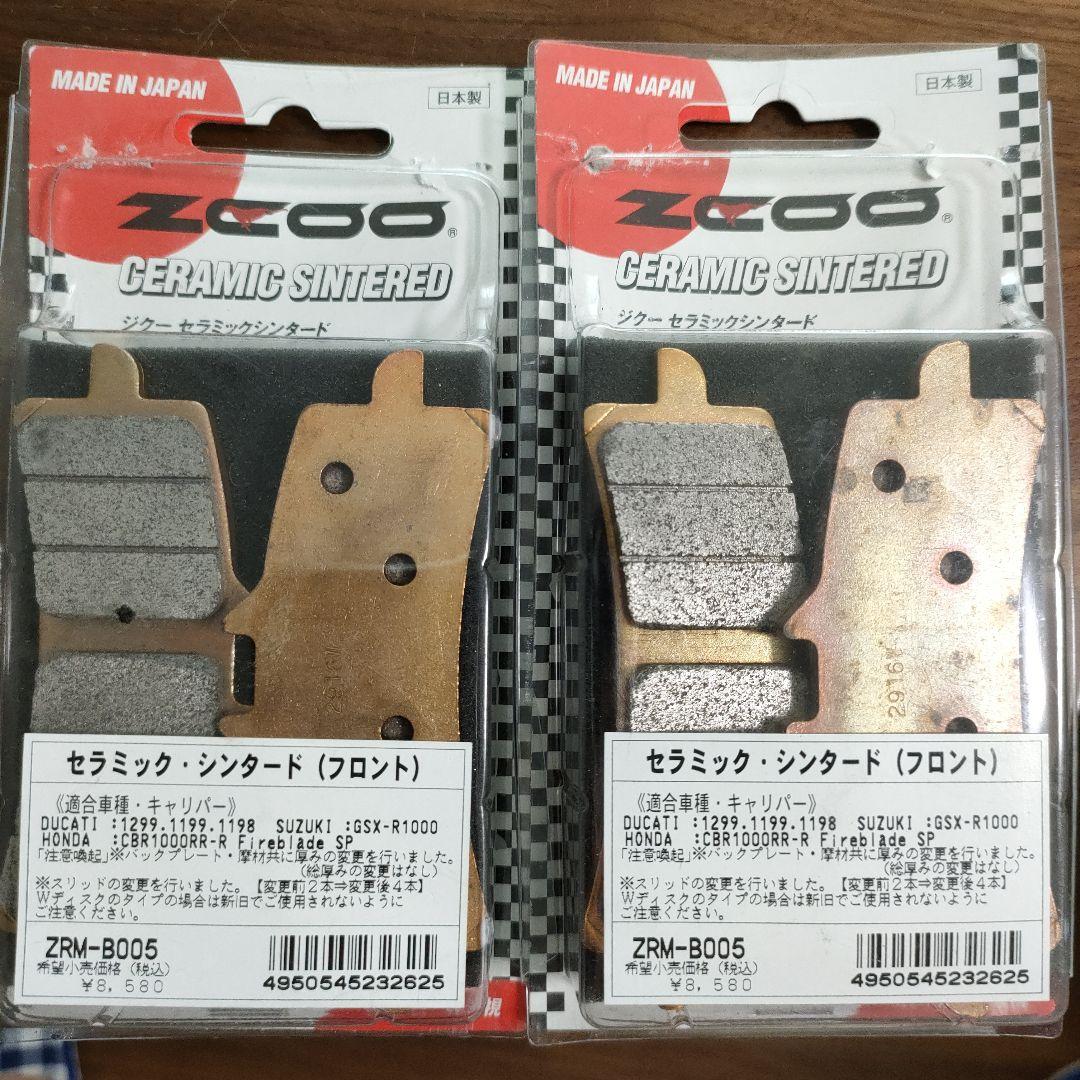 MADE IN JAPAN
日本製
ZCOO®
CERAMIC SINTERED
ジクー セラミックシンタード
2916W
セラミック・シンタード（フロント）
《適合車種・キャリパー》
DUCATI :1299.1199.1198 SUZUKI :GSX-R1000
HONDA :CBR1000RR-R Fireblade SP
「注意喚起」※バックプレート・摩材共に厚みの変更を行いました。
（総厚みの変更はなし）
※スリッドの変更を行いました。【変更前２本⇒変更後４本】
Ｗディスクのタイプの場合は新旧でご使用されないように
ご注意ください。
ZRM-B005
希望小売価格（税込）
￥8,580
4950545232625
MADE IN JAPAN
日本製
ZCOO®
CERAMIC SINTERED
ジクー セラミックシンタード
2916W
セラミック・シンタード（フロント）
《適合車種・キャリパー》
DUCATI :1299.1199.1198 SUZUKI :GSX-R1000
HONDA :CBR1000RR-R Fireblade SP
「注意喚起」※バックプレート・摩材共に厚みの変更を行いました。
（総厚みの変更はなし）
※スリッドの変更を行いました。【変更前２本⇒変更後４本】
Ｗディスクのタイプの場合は新旧でご使用されないように
ご注意ください。
ZRM-B005
希望小売価格（税込）
￥8,580
4950545232625